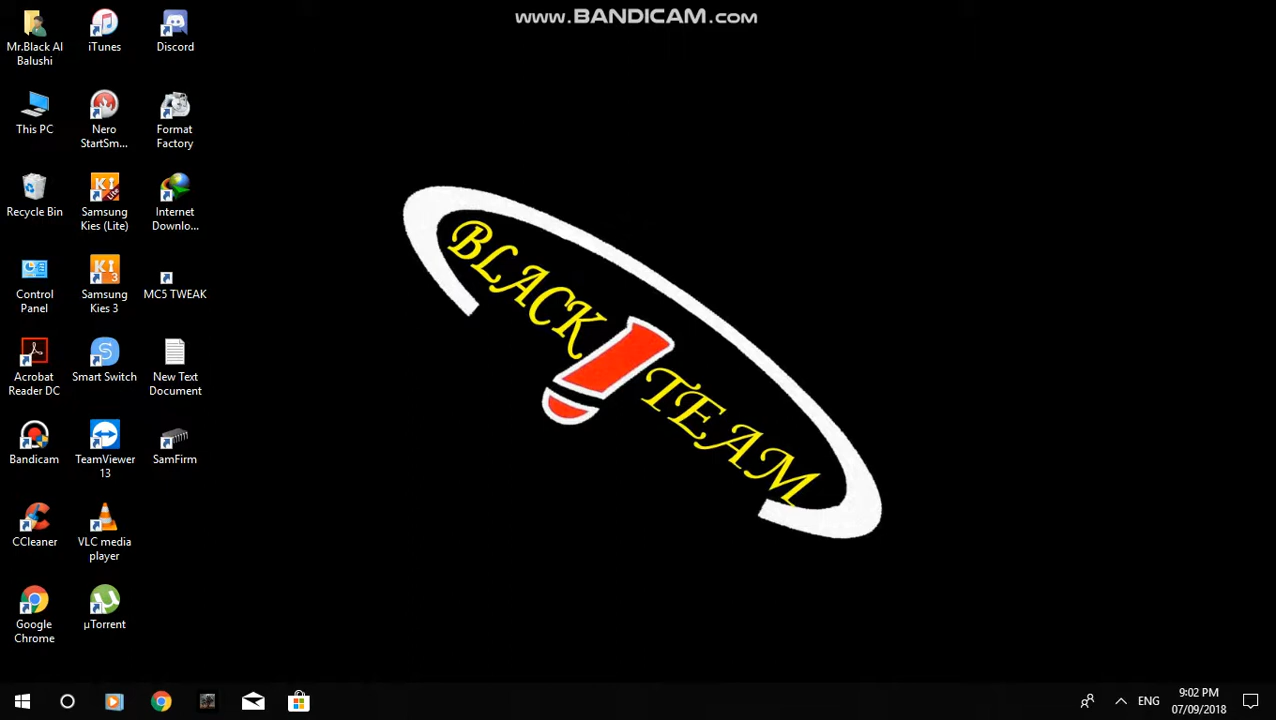 www.BANDICAM.com
Mr.Black Al
Balushi
iTunes
Discord
This PC
Nero
StartSm...
Format
Factory
Recycle Bin
Samsung
Kies (Lite)
Internet
Downlo...
Control
Panel
Samsung
Kies 3
MC5 TWEAK
Acrobat
Reader DC
Smart Switch
New Text
Document
Bandicam
TeamViewer
13
SamFirm
CCleaner
VLC media
player
Google
Chrome
µTorrent
BLACK
TEAM
ENG
9:02 PM
07/09/2018